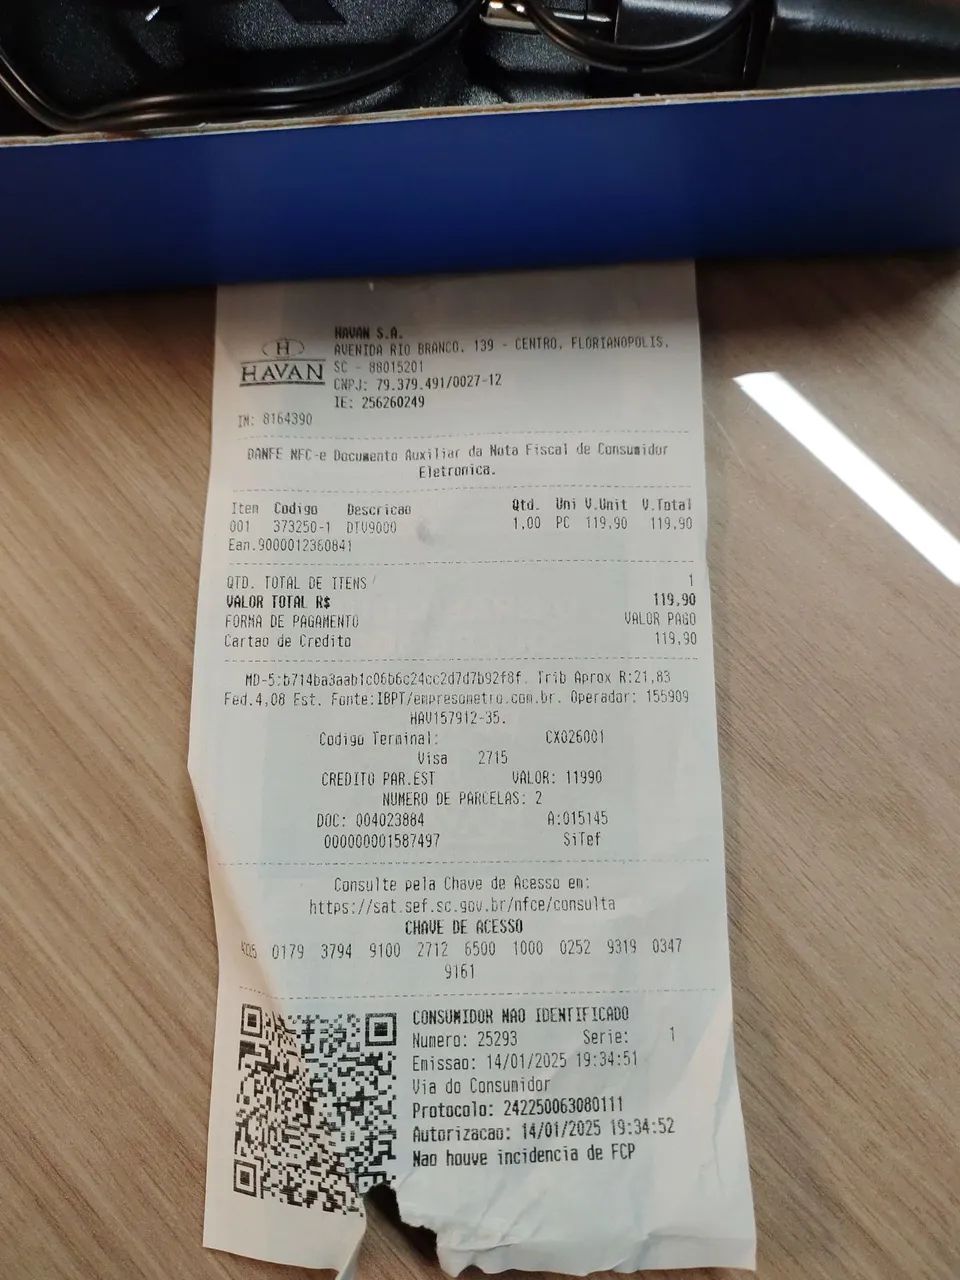 HAVAN S.A.
AVENIDA RIO BRANCO, 139 - CENTRO, FLORIANOPOLIS,
SC - 88015201
CNPJ: 79.379.491/0027-12
IE: 256260249
H
HAVAN
IM: 8164390
DANFE NFC-e Documento Auxiliar da Nota Fiscal de Consumidor
Eletronica.
Item Codigo Descricao Qtd. Uni V.Unit V.Total
001 373250-1 DTV9000 1,00 PC 119,90 119,90
Ean.9000012360841
QTD. TOTAL DE ITENS 1
VALOR TOTAL R$ 119,90
FORMA DE PAGAMENTO VALOR PAGO
Cartao de Credito 119,90
MD-5:b714ba3aab1c06b6c24cc2d7d7b92f8f. Trib Aprox R:21,83
Fed.4,08 Est. Fonte:IBPT/empresometro.com.br. Operador: 155909
HAV157912-35.
Codigo Terminal: CX026001
Visa 2715
CREDITO PAR.EST VALOR: 11990
NUMERO DE PARCELAS: 2
DOC: 004023884 A:015145
000000001587497 SiTef
Consulte pela Chave de Acesso em:
https://sat.sef.sc.gov.br/nfce/consulta
CHAVE DE ACESSO
0179 3794 9100 2712 6500 1000 0252 9319 0347
9161
CONSUMIDOR NAO IDENTIFICADO
Numero: 25293 Serie: 1
Emissao: 14/01/2025 19:34:51
Via do Consumidor
Protocolo: 242250063080111
Autorizacao: 14/01/2025 19:34:52
Nao houve incidencia de FCP